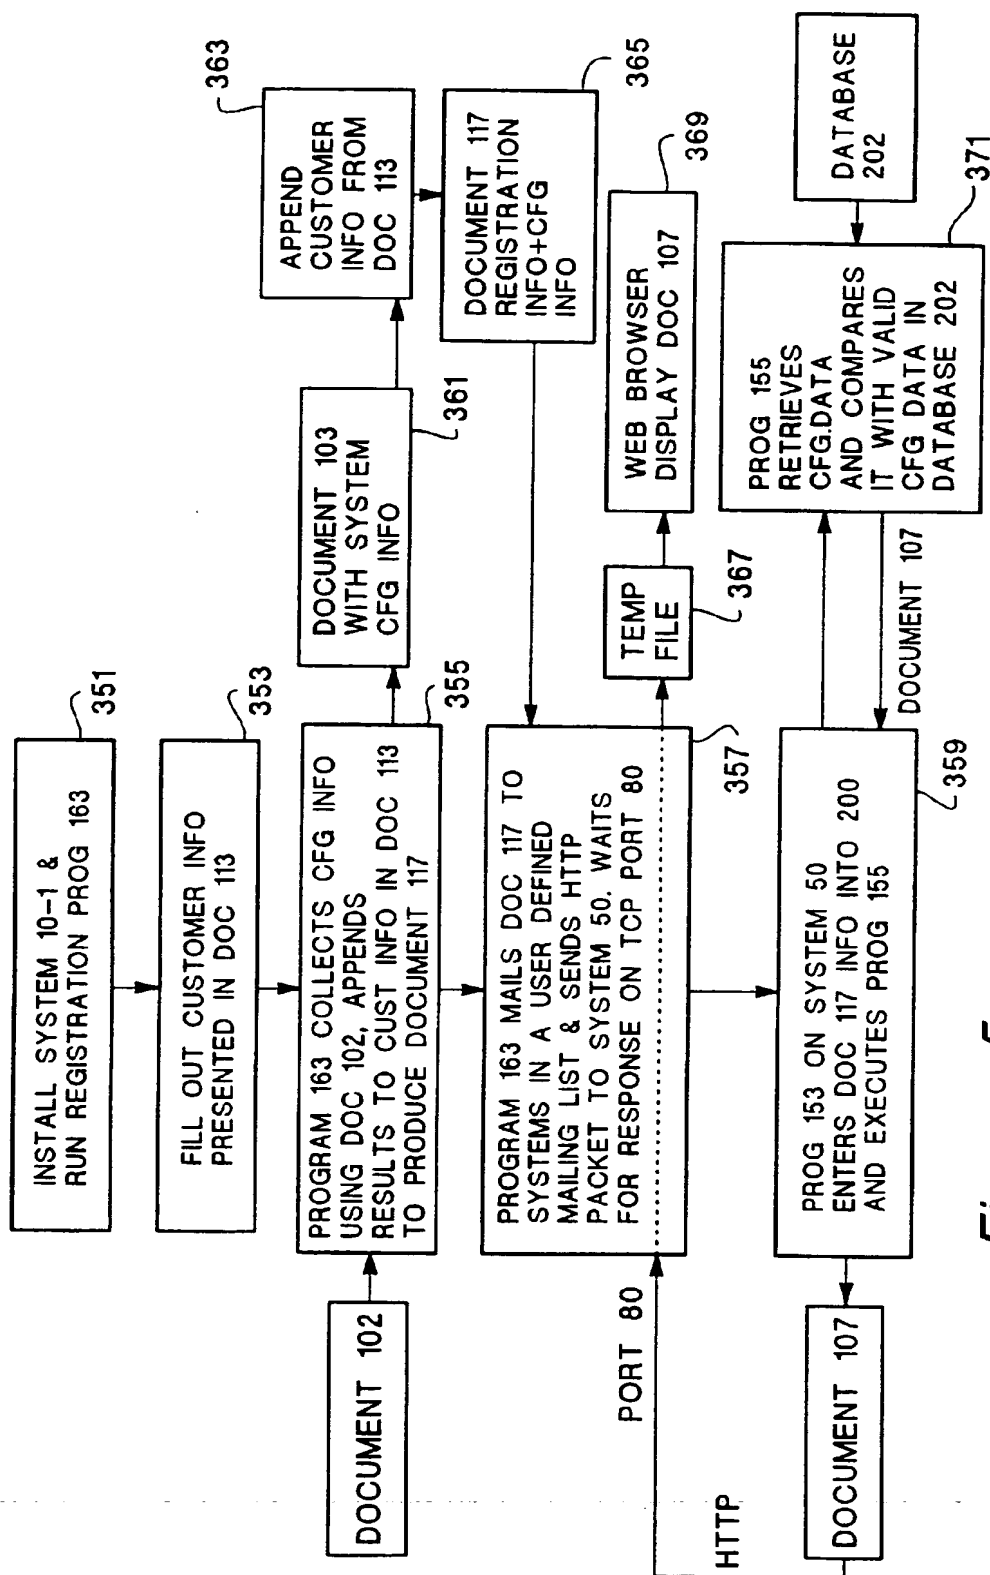 INSTALL SYSTEM 10-1 &
RUN REGISTRATION PROG 163
351
FILL OUT CUSTOMER INFO
PRESENTED IN DOC 113
353
DOCUMENT 102
PROGRAM 163 COLLECTS CFG INFO
USING DOC 102, APPENDS
RESULTS TO CUST INFO IN DOC 113
TO PRODUCE DOCUMENT 117
355
DOCUMENT 103
WITH SYSTEM
CFG INFO
361
APPEND
CUSTOMER
INFO FROM
DOC 113
363
DOCUMENT 117
REGISTRATION
INFO+CFG
INFO
365
PROGRAM 163 MAILS DOC 117 TO
SYSTEMS IN A USER DEFINED
MAILING LIST & SENDS HTTP
PACKET TO SYSTEM 50. WAITS
FOR RESPONSE ON TCP PORT 80
357
PORT 80
HTTP
TEMP
FILE
367
WEB BROWSER
DISPLAY DOC 107
369
PROG 153 ON SYSTEM 50
ENTERS DOC 117 INFO INTO 200
AND EXECUTES PROG 155
359
DOCUMENT 107
DOCUMENT 107
PROG 155
RETRIEVES
CFG.DATA
AND COMPARES
IT WITH VALID
CFG DATA IN
DATABASE 202
371
DATABASE
202